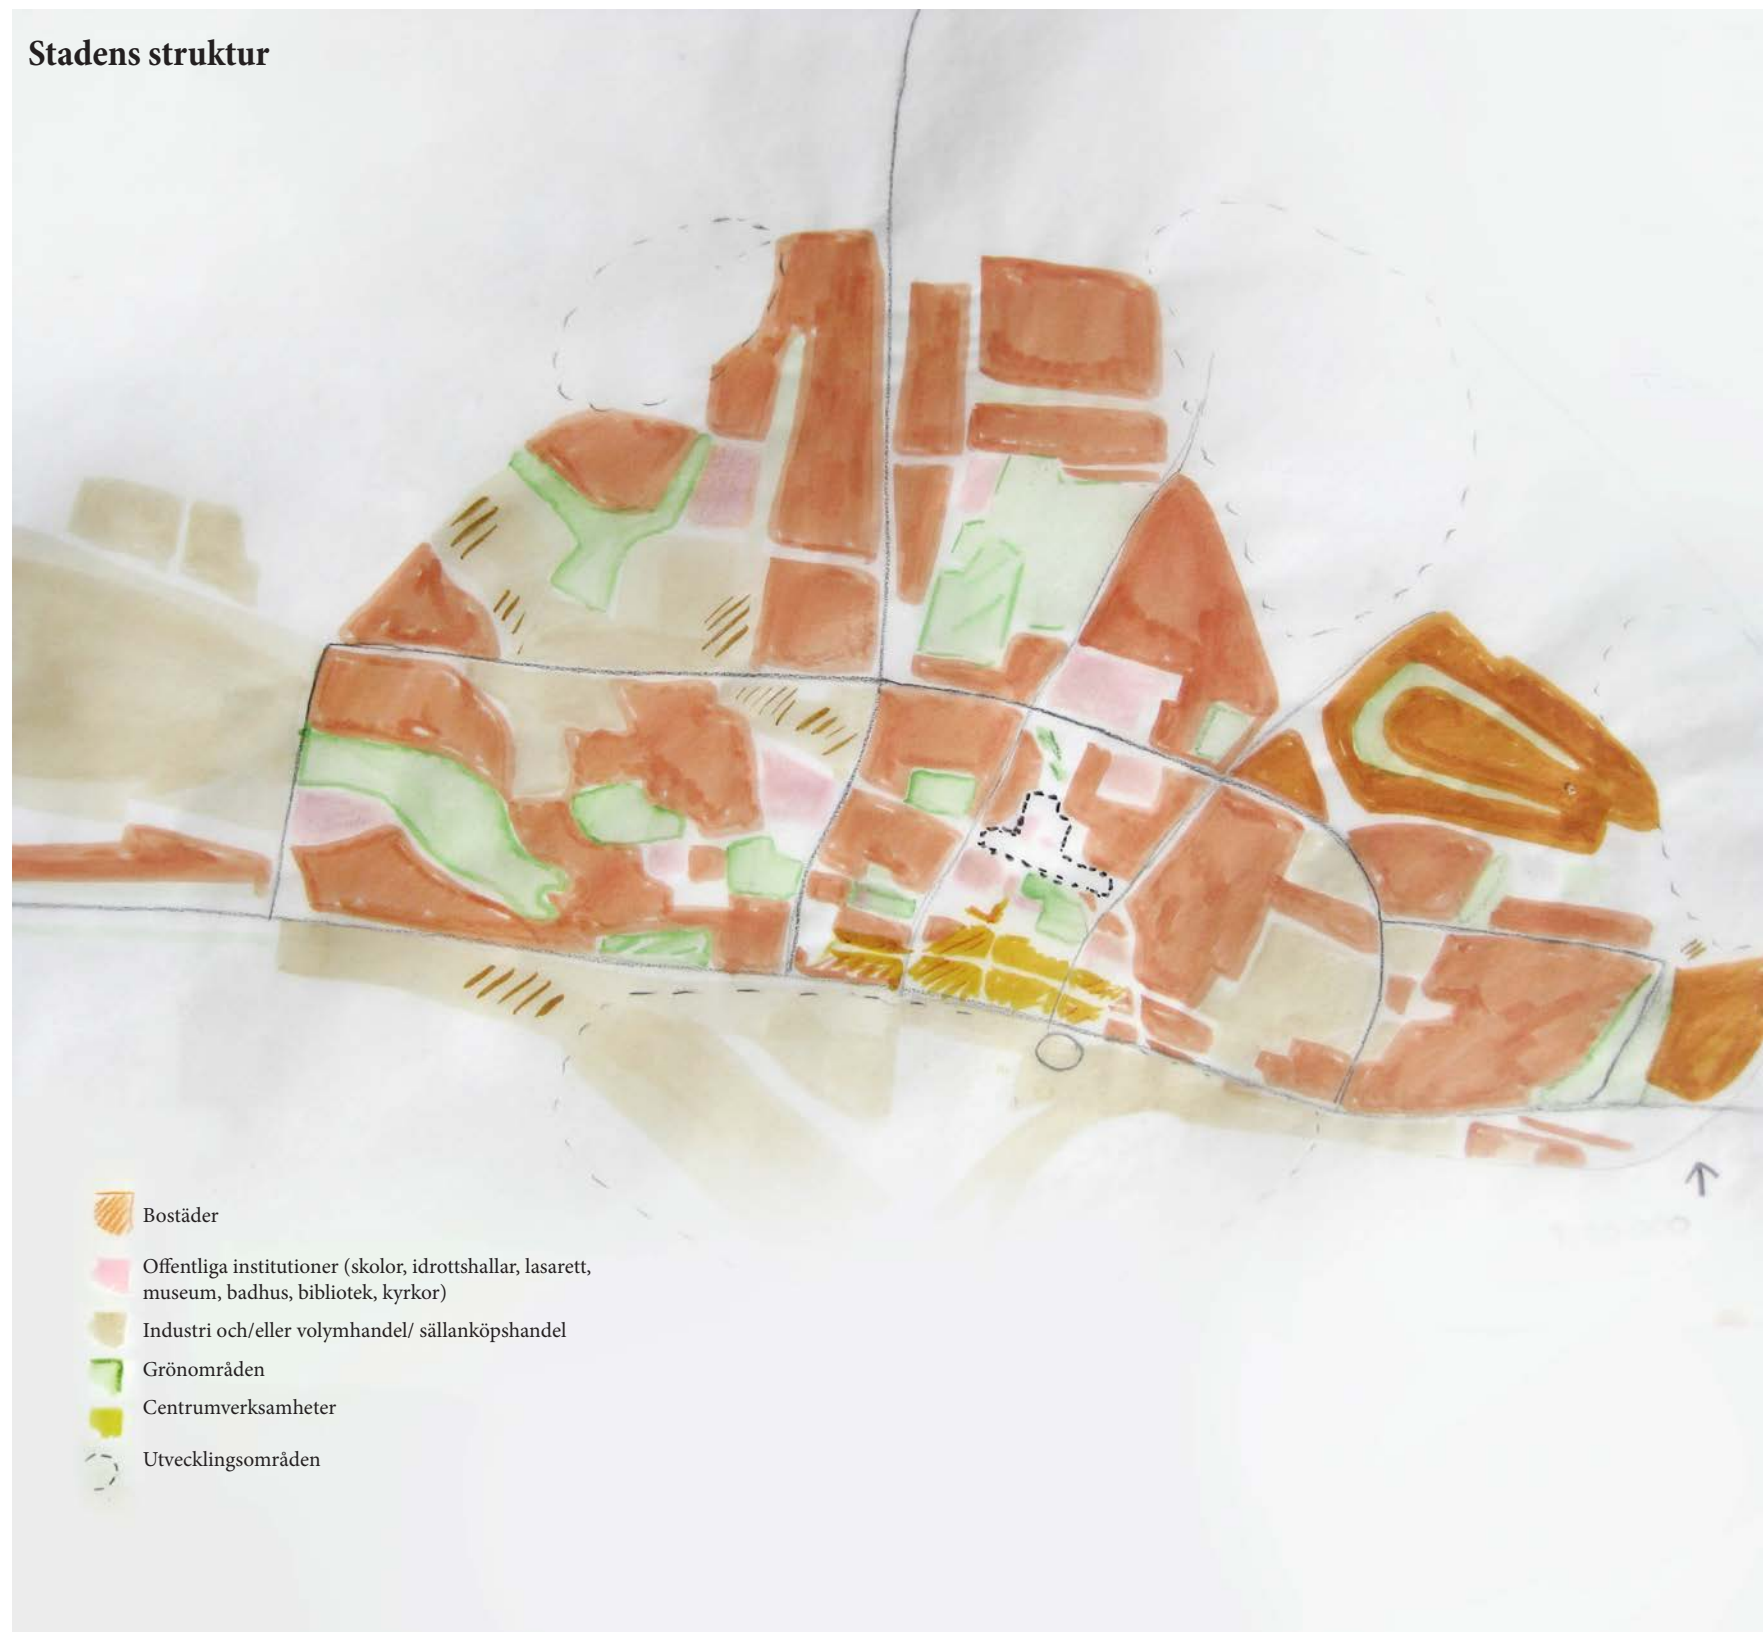 Stadens struktur
Bostäder
Offentliga institutioner (skolor, idrottshallar, lasarett,
museum, badhus, bibliotek, kyrkor)
Industri och/eller volymhandel/ sällanköpshandel
Grönområden
Centrumverksamheter
Utvecklingsområden